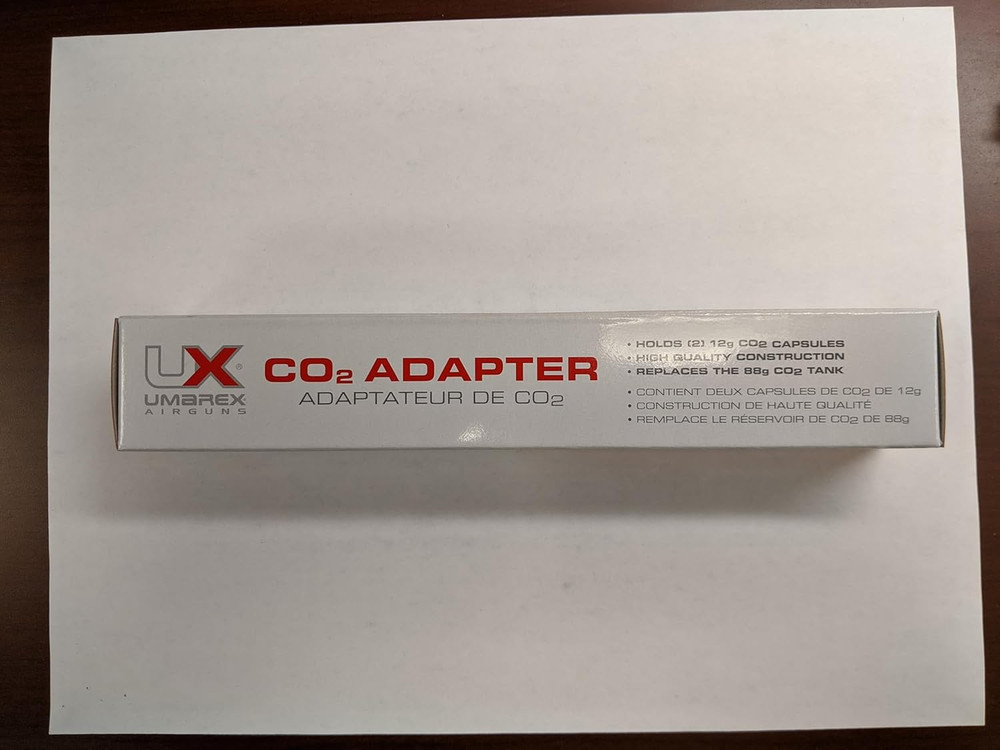 UX®
UMAREX
AIRGUNS
CO2 ADAPTER
ADAPTATEUR DE CO2
• HOLDS (2) 12g CO2 CAPSULES
• HIGH QUALITY CONSTRUCTION
• REPLACES THE 88g CO2 TANK
• CONTIENT DEUX CAPSULES DE CO2 DE 12g
• CONSTRUCTION DE HAUTE QUALITÉ
• REMPLACE LE RÉSERVOIR DE CO2 DE 88g